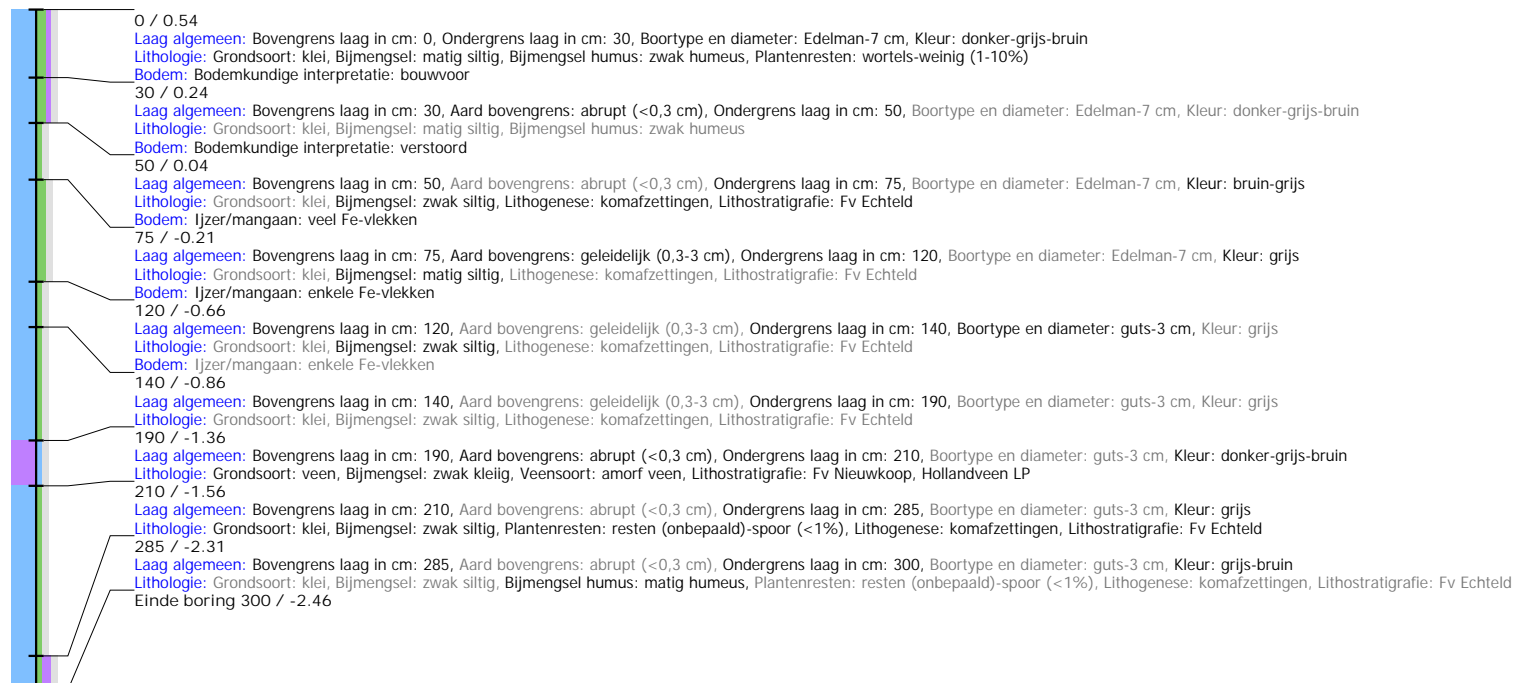 0 / 0.54
Laag algemeen: Bovengrens laag in cm: 0, Ondergrens laag in cm: 30, Boortype en diameter: Edelman-7 cm, Kleur: donker-grijs-bruin
Lithologie: Grondsoort: klei, Bijmengsel: matig siltig, Bijmengsel humus: zwak humeus, Plantenresten: wortels-weinig (1-10%)
Bodem: Bodemkundige interpretatie: bouwvoor
30 / 0.24
Laag algemeen: Bovengrens laag in cm: 30, Aard bovengrens: abrupt (<0,3 cm), Ondergrens laag in cm: 50, Boortype en diameter: Edelman-7 cm, Kleur: donker-grijs-bruin
Lithologie: Grondsoort: klei, Bijmengsel: matig siltig, Bijmengsel humus: zwak humeus
Bodem: Bodemkundige interpretatie: verstoord
50 / 0.04
Laag algemeen: Bovengrens laag in cm: 50, Aard bovengrens: abrupt (<0,3 cm), Ondergrens laag in cm: 75, Boortype en diameter: Edelman-7 cm, Kleur: bruin-grijs
Lithologie: Grondsoort: klei, Bijmengsel: zwak siltig, Lithogenese: komafzettingen, Lithostratigrafie: Fv Echteld
Bodem: Ijzer/mangaan: veel Fe-vlekken
75 / -0.21
Laag algemeen: Bovengrens laag in cm: 75, Aard bovengrens: geleidelijk (0,3-3 cm), Ondergrens laag in cm: 120, Boortype en diameter: Edelman-7 cm, Kleur: grijs
Lithologie: Grondsoort: klei, Bijmengsel: matig siltig, Lithogenese: komafzettingen, Lithostratigrafie: Fv Echteld
Bodem: Ijzer/mangaan: enkele Fe-vlekken
120 / -0.66
Laag algemeen: Bovengrens laag in cm: 120, Aard bovengrens: geleidelijk (0,3-3 cm), Ondergrens laag in cm: 140, Boortype en diameter: guts-3 cm, Kleur: grijs
Lithologie: Grondsoort: klei, Bijmengsel: zwak siltig, Lithogenese: komafzettingen, Lithostratigrafie: Fv Echteld
Bodem: Ijzer/mangaan: enkele Fe-vlekken
140 / -0.86
Laag algemeen: Bovengrens laag in cm: 140, Aard bovengrens: geleidelijk (0,3-3 cm), Ondergrens laag in cm: 190, Boortype en diameter: guts-3 cm, Kleur: grijs
Lithologie: Grondsoort: klei, Bijmengsel: zwak siltig, Lithogenese: komafzettingen, Lithostratigrafie: Fv Echteld
190 / -1.36
Laag algemeen: Bovengrens laag in cm: 190, Aard bovengrens: abrupt (<0,3 cm), Ondergrens laag in cm: 210, Boortype en diameter: guts-3 cm, Kleur: donker-grijs-bruin
Lithologie: Grondsoort: veen, Bijmengsel: zwak kleiig, Veensoort: amorf veen, Lithostratigrafie: Fv Nieuwkoop, Hollandveen LP
210 / -1.56
Laag algemeen: Bovengrens laag in cm: 210, Aard bovengrens: abrupt (<0,3 cm), Ondergrens laag in cm: 285, Boortype en diameter: guts-3 cm, Kleur: grijs
Lithologie: Grondsoort: klei, Bijmengsel: zwak siltig, Plantenresten: resten (onbepaald)-spoor (<1%), Lithogenese: komafzettingen, Lithostratigrafie: Fv Echteld
285 / -2.31
Laag algemeen: Bovengrens laag in cm: 285, Aard bovengrens: abrupt (<0,3 cm), Ondergrens laag in cm: 300, Boortype en diameter: guts-3 cm, Kleur: grijs-bruin
Lithologie: Grondsoort: klei, Bijmengsel: zwak siltig, Bijmengsel humus: matig humeus, Plantenresten: resten (onbepaald)-spoor (<1%), Lithogenese: komafzettingen, Lithostratigrafie: Fv Echteld
Einde boring 300 / -2.46